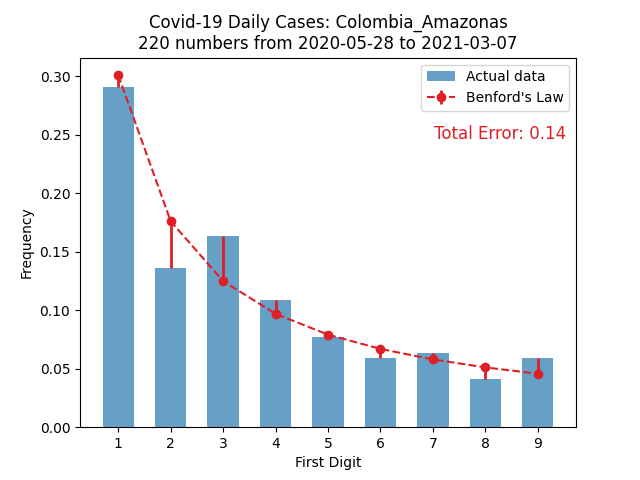 Covid-19 Daily Cases: Colombia_Amazonas
220 numbers from 2020-05-28 to 2021-03-07
Actual data
Benford's Law
Total Error: 0.14
Frequency
0.30
0.25
0.20
0.15
0.10
0.05
0.00
1 2 3 4 5 6 7 8 9
First Digit